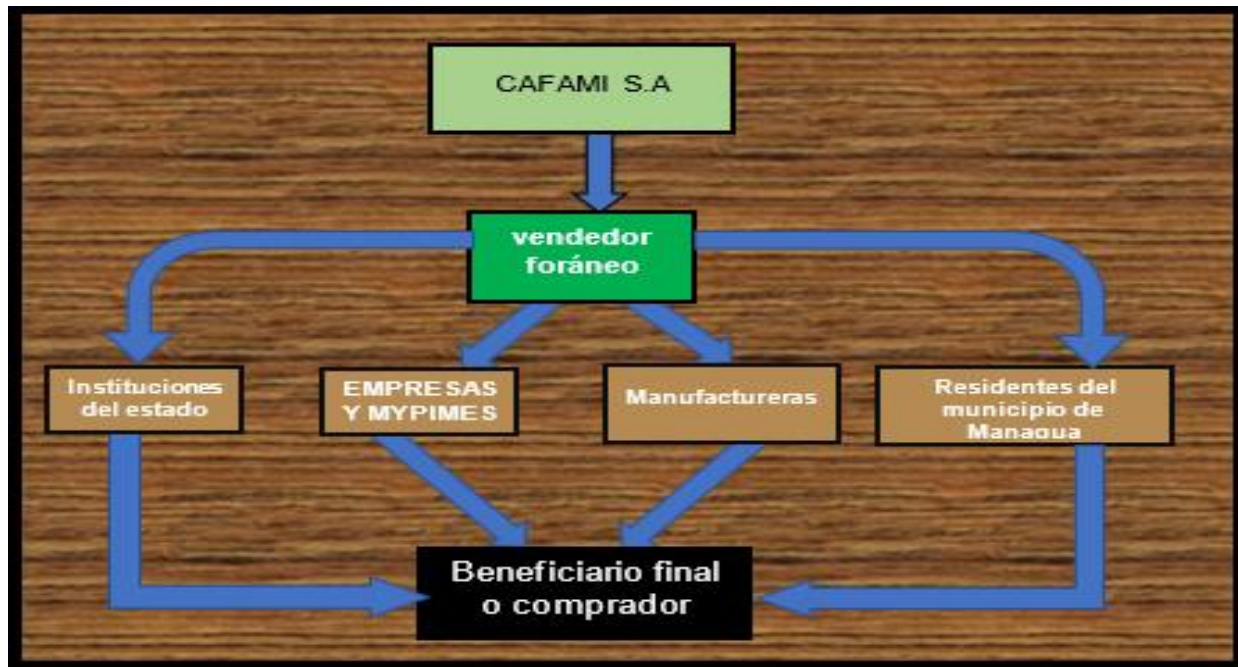 CAFAMI S.A
vendedor
foráneo
Instituciones
del estado
EMPRESAS
Y MYPIMES
Manufactureras
Residentes del
municipio de
Managua
Beneficiario final
o comprador